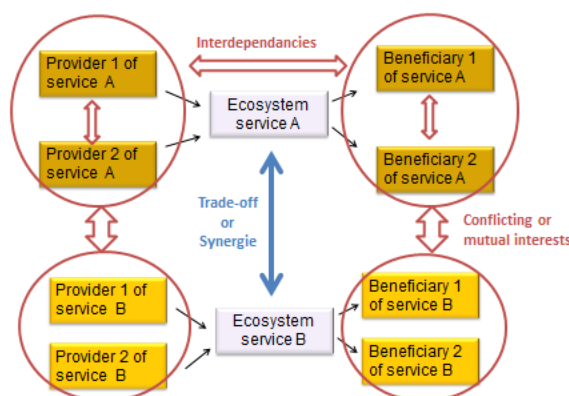 Interdependancies
Provider 1 of
service A
Beneficiary 1
of service A
Ecosystem
service A
Provider 2 of
service A
Beneficiary 2
of service A
Trade-off
or
Synergie
Conflicting or
mutual interests
Provider 1 of
service B
Beneficiary 1
of service B
Ecosystem
service B
Provider 2 of
service B
Beneficiary 2
of service B